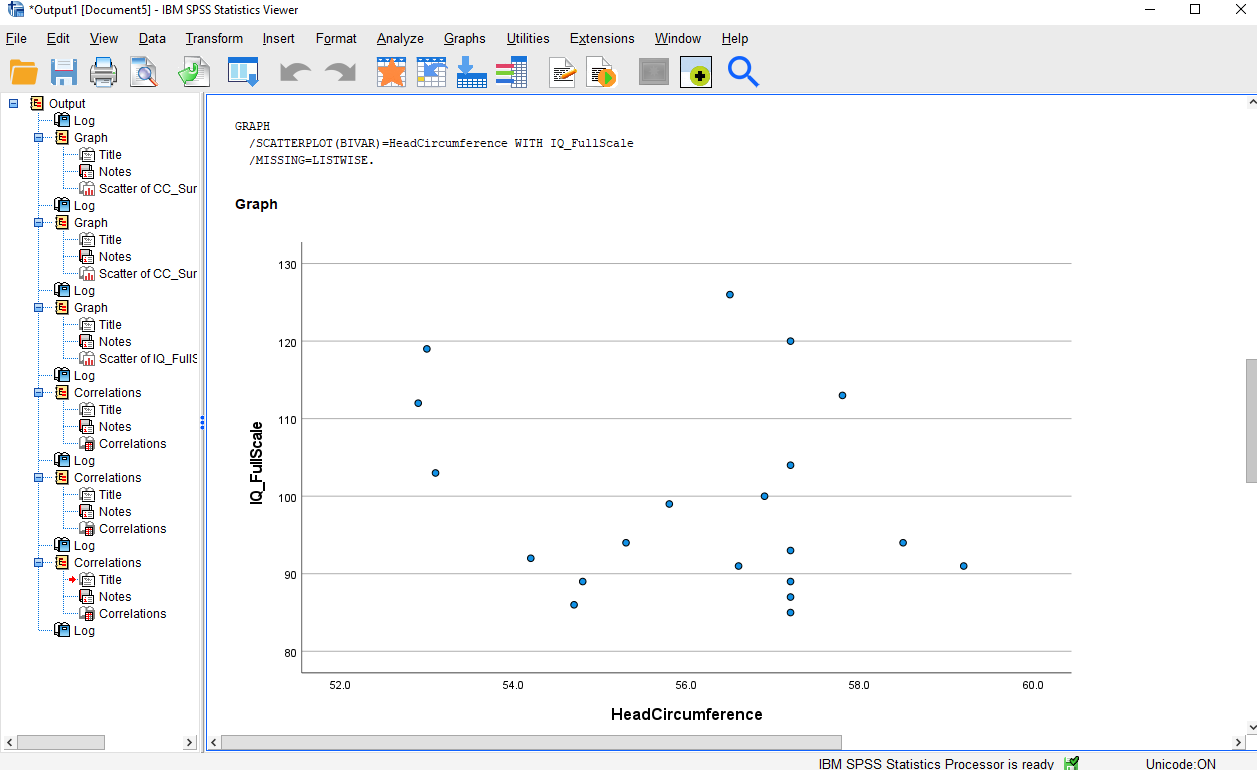 *Output1 [Document5] - IBM SPSS Statistics Viewer
File Edit View Data Transform Insert Format Analyze Graphs Utilities Extensions Window Help
Output
Log
Graph
Title
Notes
Scatter of CC_Sur
Log
Graph
Title
Notes
Scatter of CC_Sur
Log
Graph
Title
Notes
Scatter of IQ_FullS
Log
Correlations
Title
Notes
Correlations
Log
Correlations
Title
Notes
Correlations
Log
Correlations
Title
Notes
Correlations
Log
GRAPH
/SCATTERPLOT(BIVAR)=HeadCircumference WITH IQ_FullScale
/MISSING=LISTWISE.
Graph
IQ_FullScale
130
120
110
100
90
80
52.0 54.0 56.0 58.0 60.0
HeadCircumference
IBM SPSS Statistics Processor is ready Unicode:ON